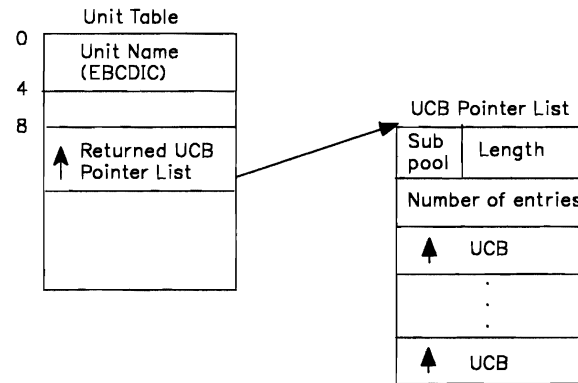 Unit Table
0
Unit Name
(EBCDIC)
4
8
Returned UCB
Pointer List
UCB Pointer List
Sub
pool
Length
Number of entries
UCB
UCB